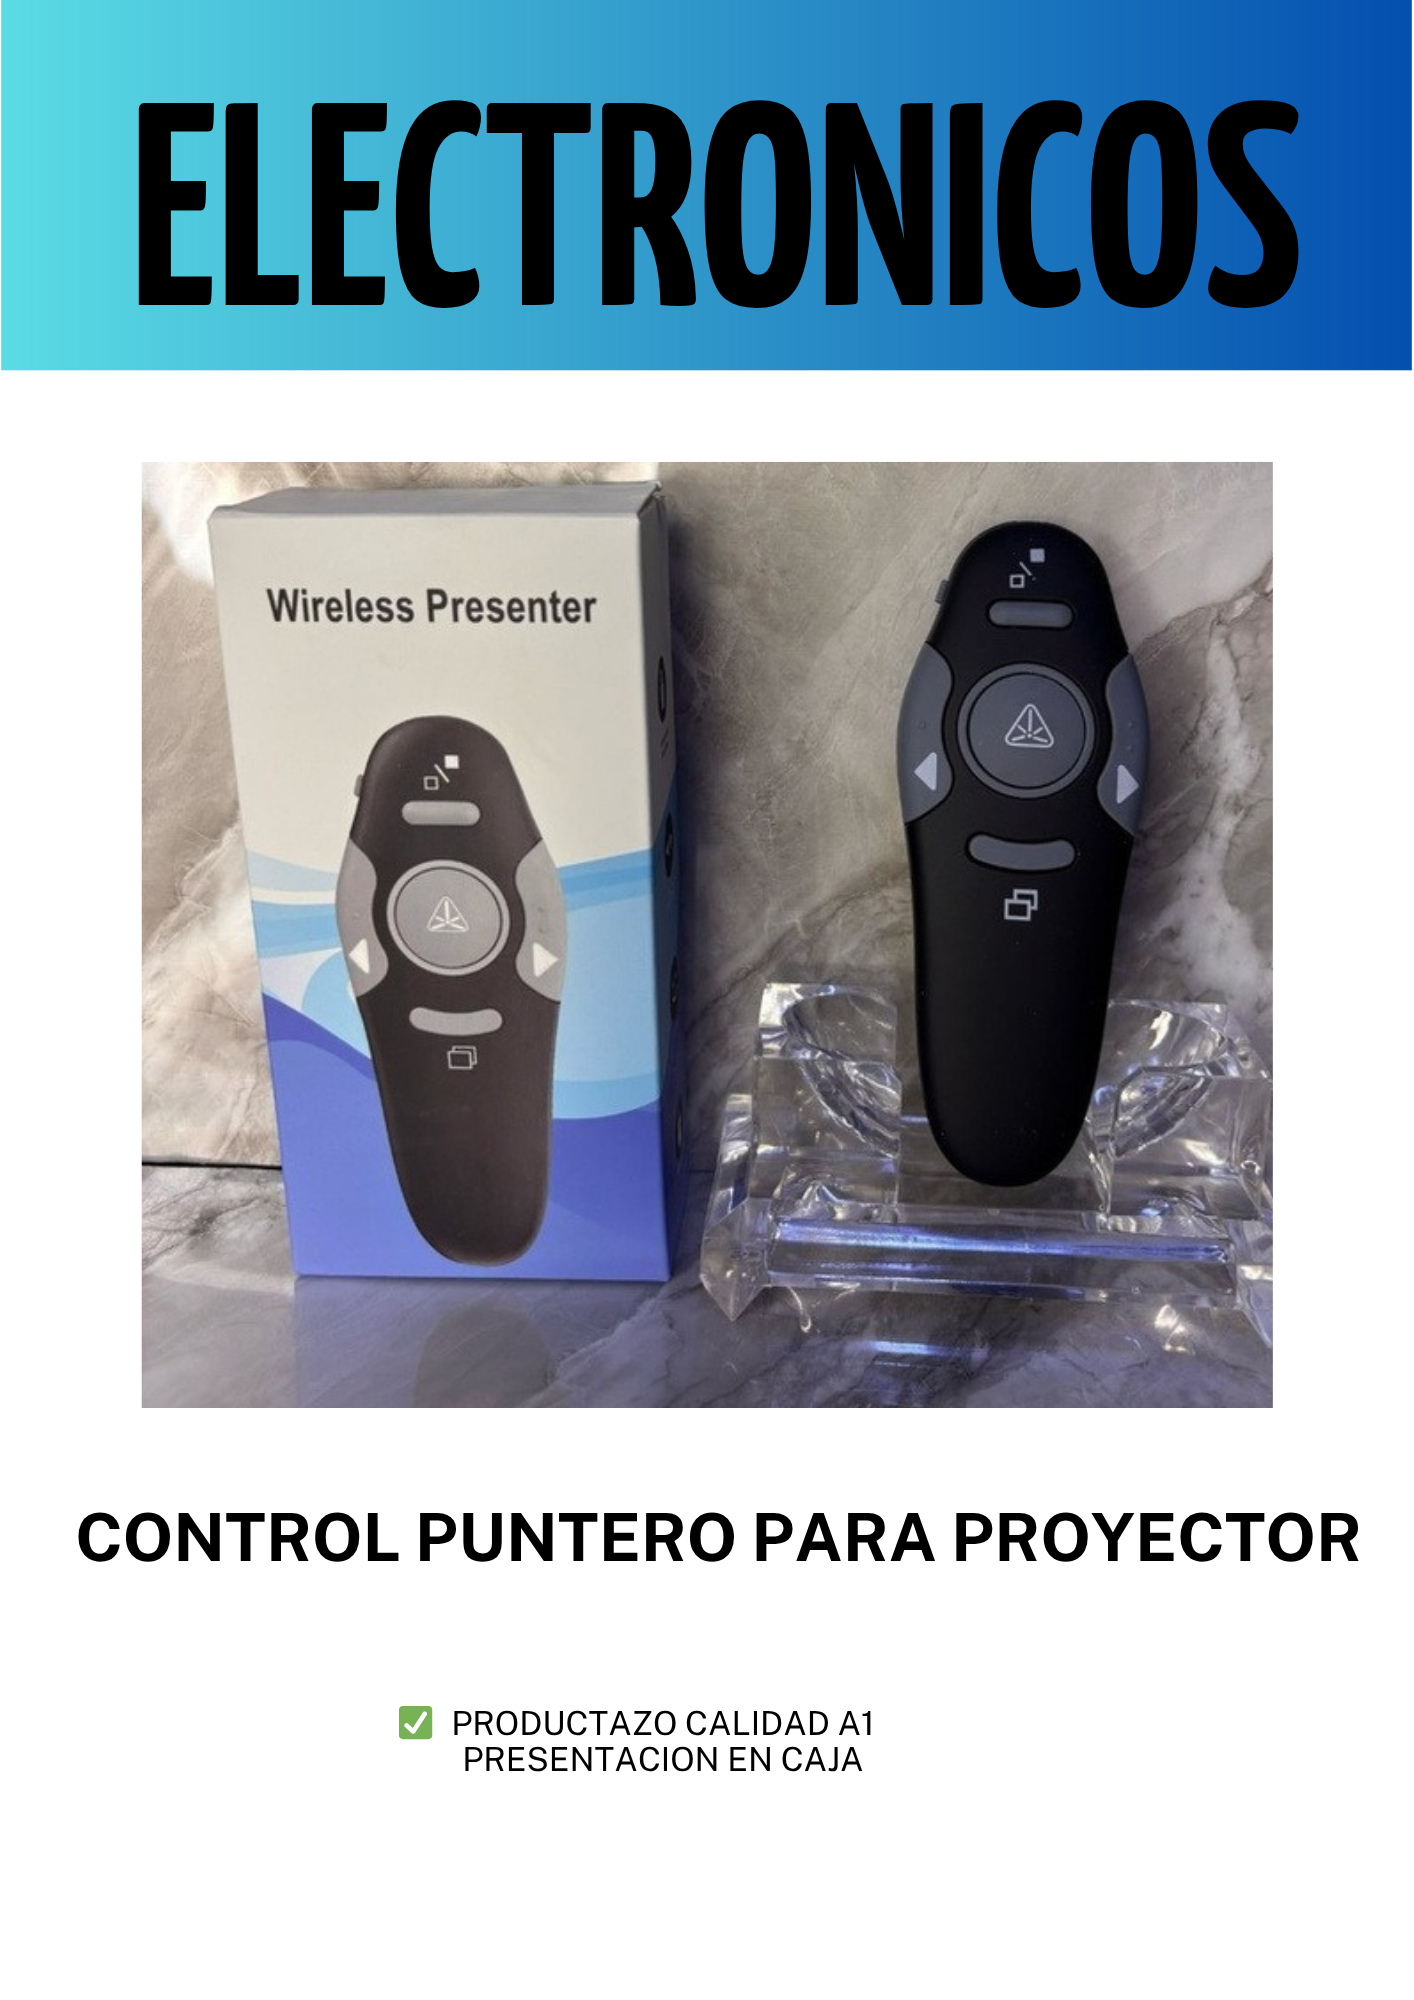 ELECTRONICOS
Wireless Presenter
CONTROL PUNTERO PARA PROYECTOR
✅ PRODUCTAZO CALIDAD A1
PRESENTACION EN CAJA